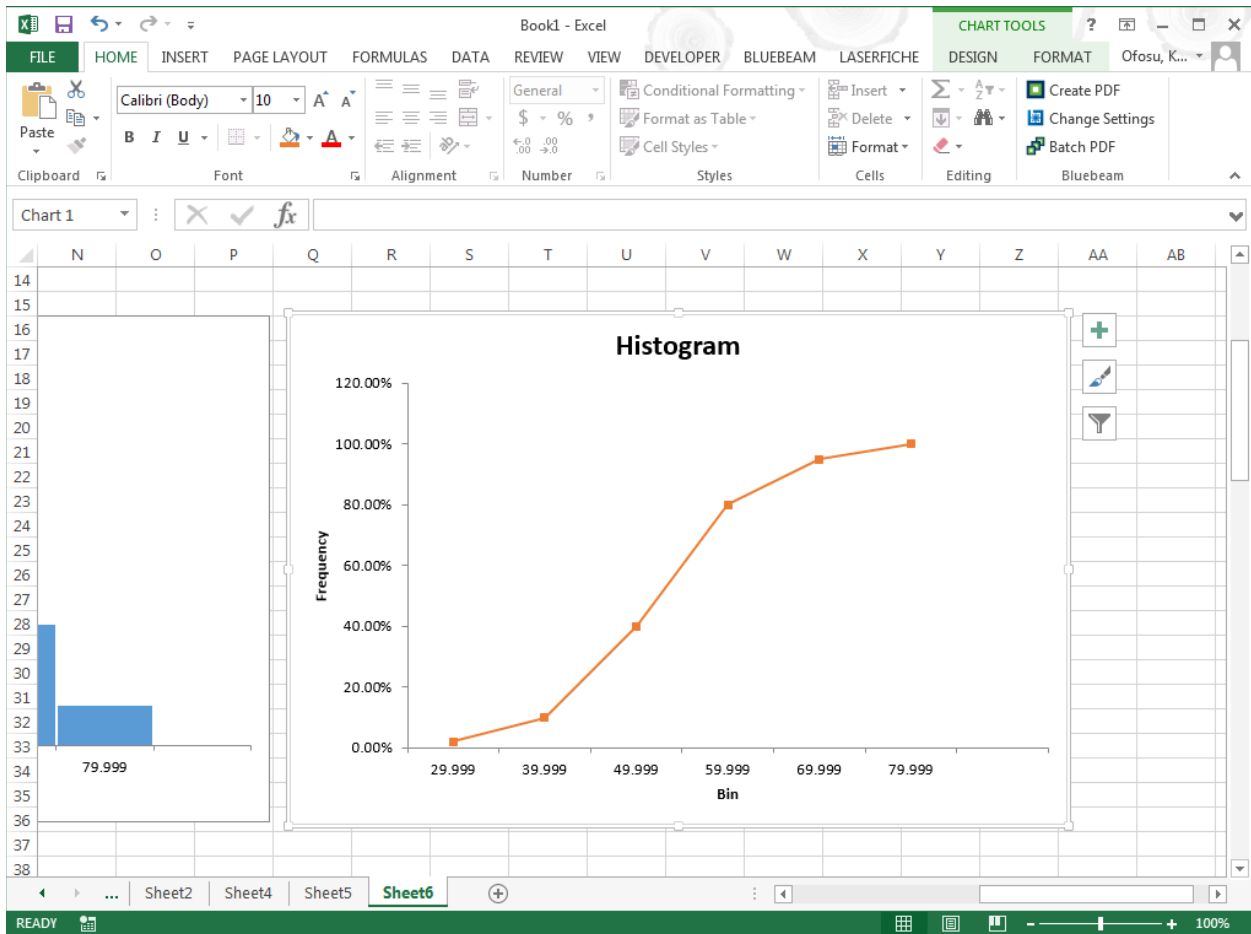 Book1 - Excel
CHART TOOLS
?
FILE HOME INSERT PAGE LAYOUT FORMULAS DATA REVIEW VIEW DEVELOPER BLUEBEAM LASERFICHE DESIGN FORMAT Ofosu, K...
Calibri (Body) 10 A A General Conditional Formatting Insert Σ A Z Create PDF
Paste B I U A $ % , Format as Table Delete Change Settings
←.0 .00 .00 →.0 Cell Styles Format Batch PDF
Clipboard Font Alignment Number Styles Cells Editing Bluebeam
Chart 1 fx
N O P Q R S T U V W X Y Z AA AB
14
15
16
17
18
19
20
21
22
23
24
25
26
27
28
29
30
31
32
33
34
35
36
37
38
79.999
Histogram
120.00%
100.00%
80.00%
60.00%
40.00%
20.00%
0.00%
Frequency
29.999 39.999 49.999 59.999 69.999 79.999
Bin
... Sheet2 Sheet4 Sheet5 Sheet6
READY 100%